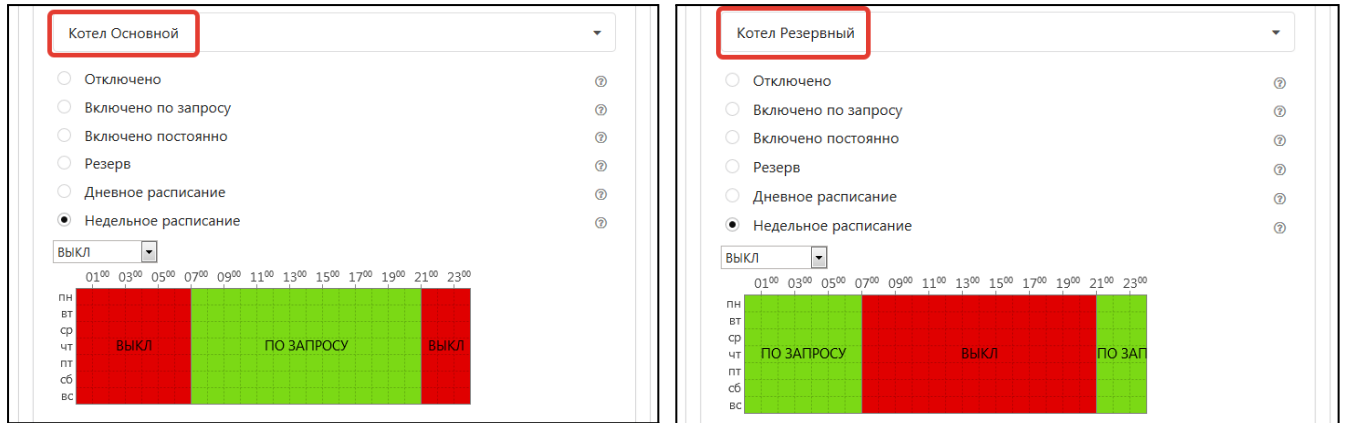 Котел Основной
Отключено
Включено по запросу
Включено постоянно
Резерв
Дневное расписание
Недельное расписание
ВЫКЛ
01⁰⁰ 03⁰⁰ 05⁰⁰ 07⁰⁰ 09⁰⁰ 11⁰⁰ 13⁰⁰ 15⁰⁰ 17⁰⁰ 19⁰⁰ 21⁰⁰ 23⁰⁰
пн
вт
ср
чт ВЫКЛ ПО ЗАПРОСУ ВЫКЛ
пт
сб
вс
Котел Резервный
Отключено
Включено по запросу
Включено постоянно
Резерв
Дневное расписание
Недельное расписание
ВЫКЛ
01⁰⁰ 03⁰⁰ 05⁰⁰ 07⁰⁰ 09⁰⁰ 11⁰⁰ 13⁰⁰ 15⁰⁰ 17⁰⁰ 19⁰⁰ 21⁰⁰ 23⁰⁰
пн
вт
ср
чт ПО ЗАПРОСУ ВЫКЛ ПО ЗАП
пт
сб
вс